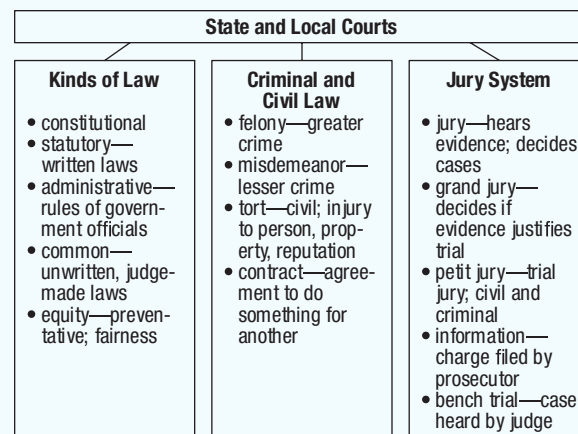 State and Local Courts
Kinds of Law
• constitutional
• statutory—
written laws
• administrative—
rules of govern-
ment officials
• common—
unwritten, judge-
made laws
• equity—preven-
tative; fairness
Criminal and
Civil Law
• felony—greater
crime
• misdemeanor—
lesser crime
• tort—civil; injury
to person, prop-
erty, reputation
• contract—agree-
ment to do
something for
another
Jury System
• jury—hears
evidence; decides
cases
• grand jury—
decides if
evidence justifies
trial
• petit jury—trial
jury; civil and
criminal
• information—
charge filed by
prosecutor
• bench trial—case
heard by judge